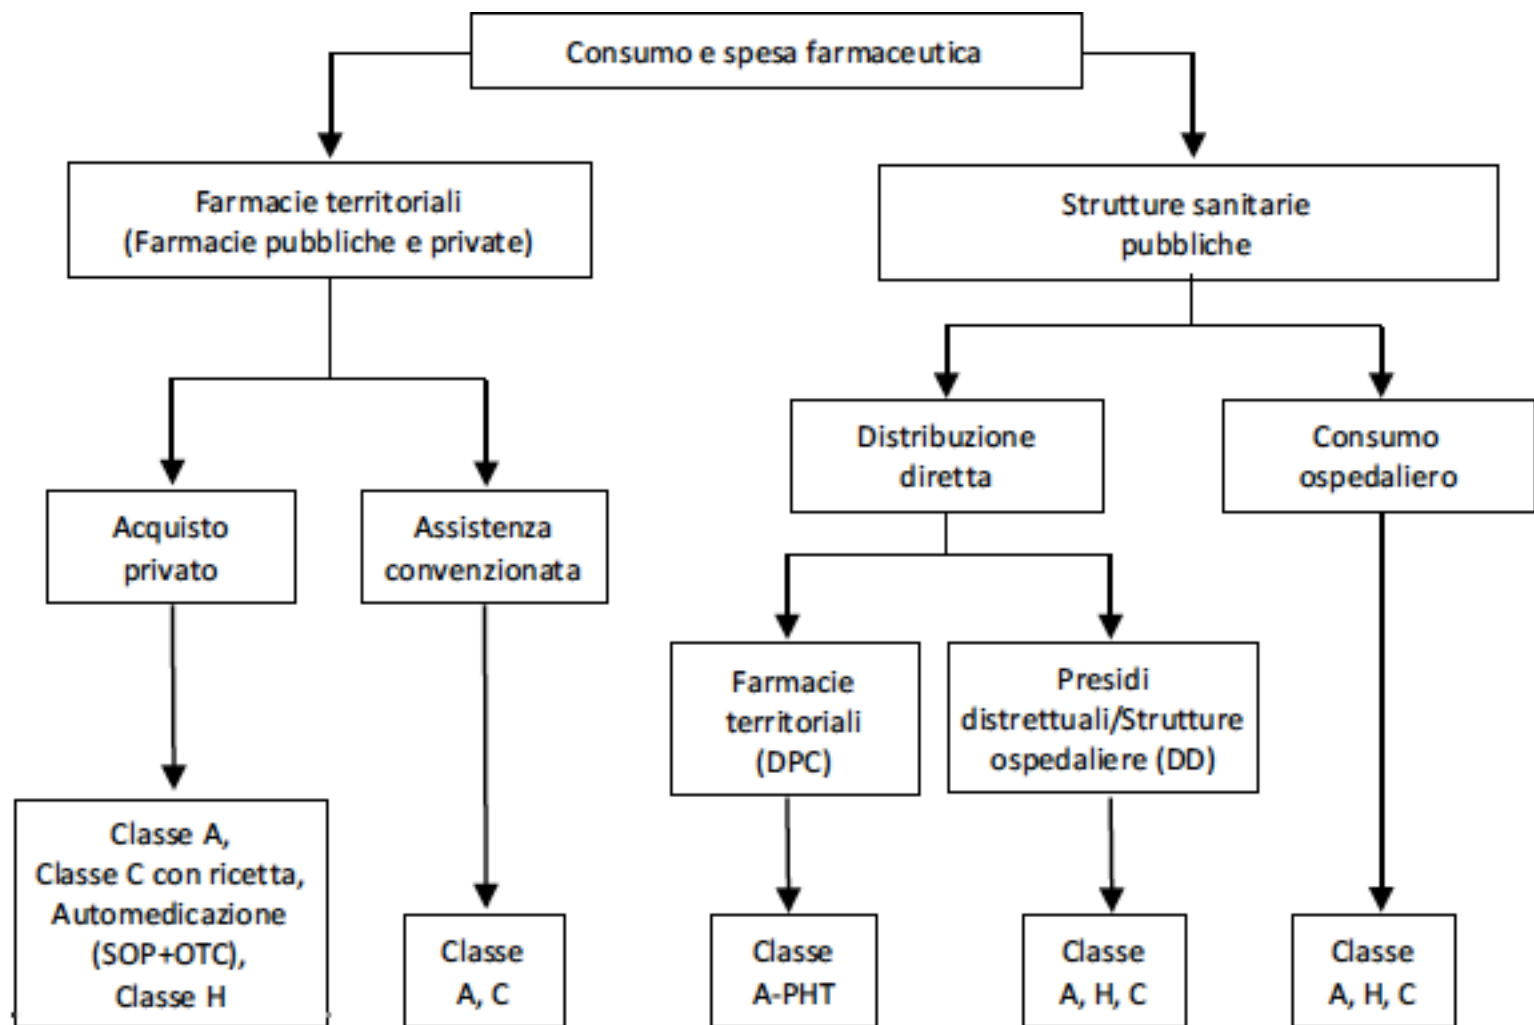 Consumo e spesa farmaceutica
Farmacie territoriali
(Farmacie pubbliche e private)
Strutture sanitarie
pubbliche
Distribuzione
diretta
Consumo
ospedaliero
Acquisto
privato
Assistenza
convenzionata
Farmacie
territoriali
(DPC)
Presidi
distrettuali/Strutture
ospedaliere (DD)
Classe A,
Classe C con ricetta,
Automedicazione
(SOP+OTC),
Classe H
Classe
A, C
Classe
A-PHT
Classe
A, H, C
Classe
A, H, C